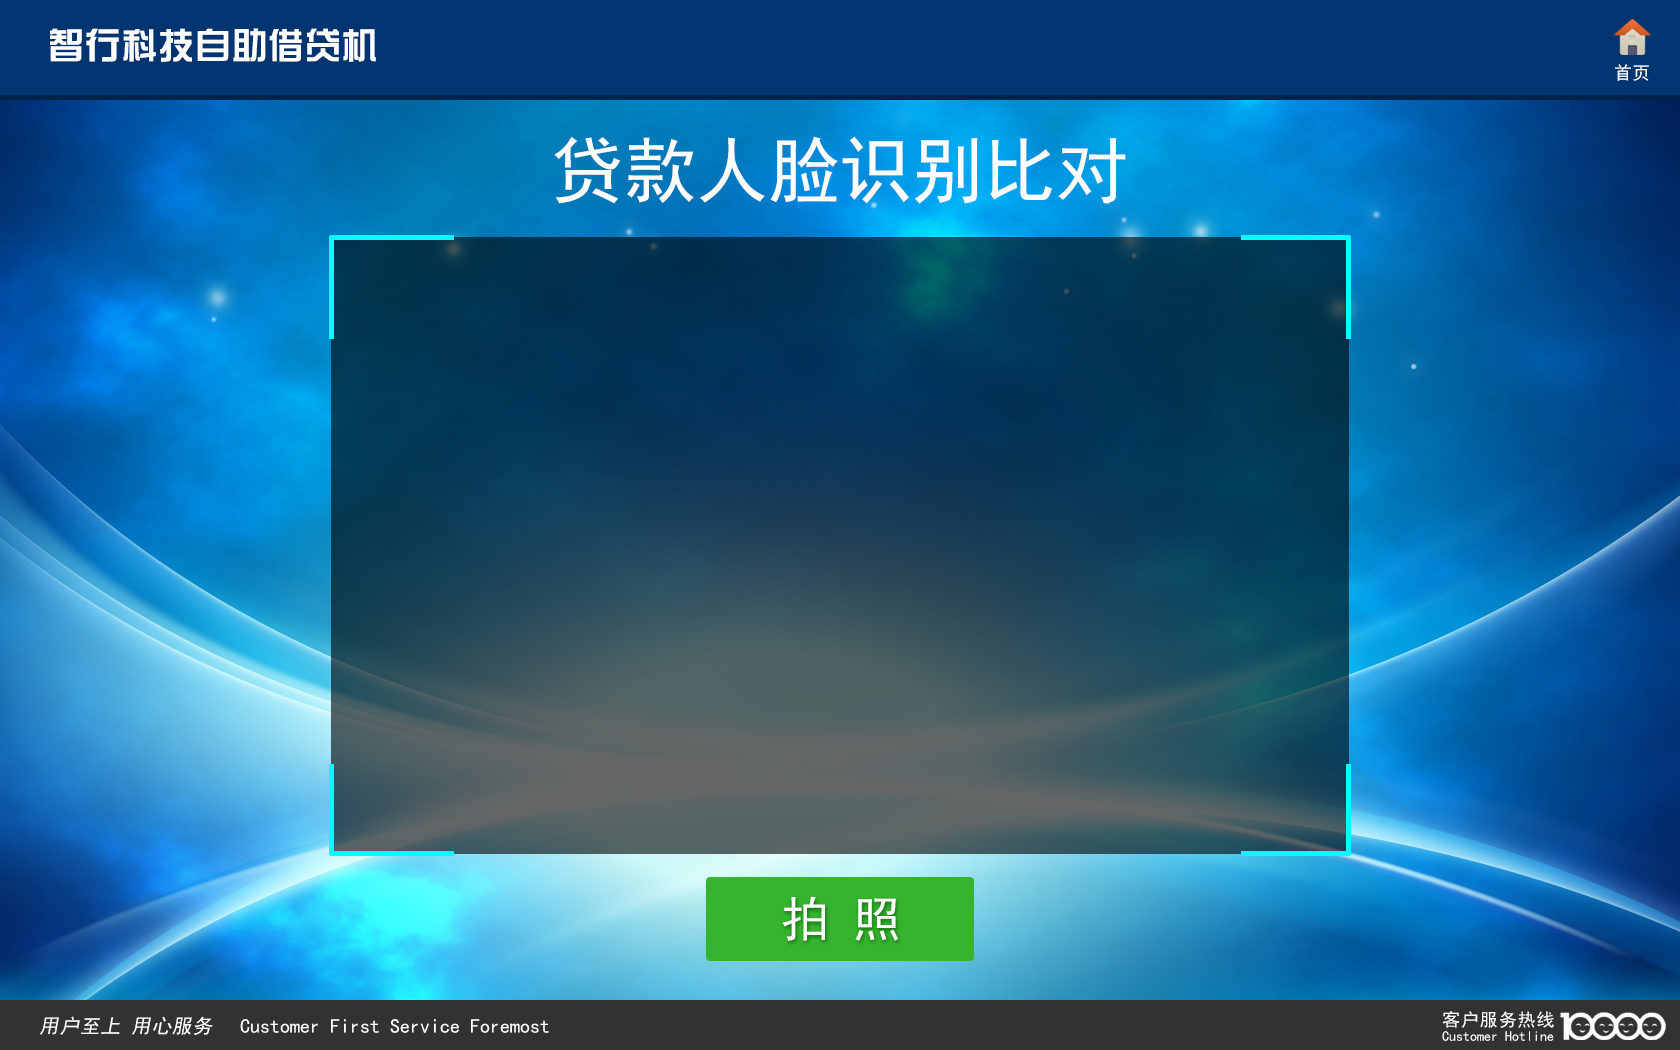 智行科技自助借贷机
首页
贷款人脸识别比对
拍 照
用户至上 用心服务 Customer First Service Foremost
客户服务热线 10000
Customer Hotline